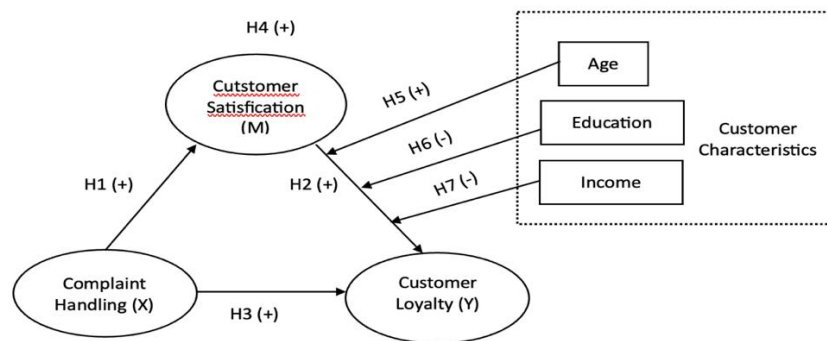 H4 (+)
Age
Cutstomer
Satisfication
(M)
H5 (+)
Education
Customer
Characteristics
H6 (-)
H1 (+)
H2 (+)
H7 (-)
Income
Complaint
Handling (X)
Customer
Loyalty (Y)
H3 (+)